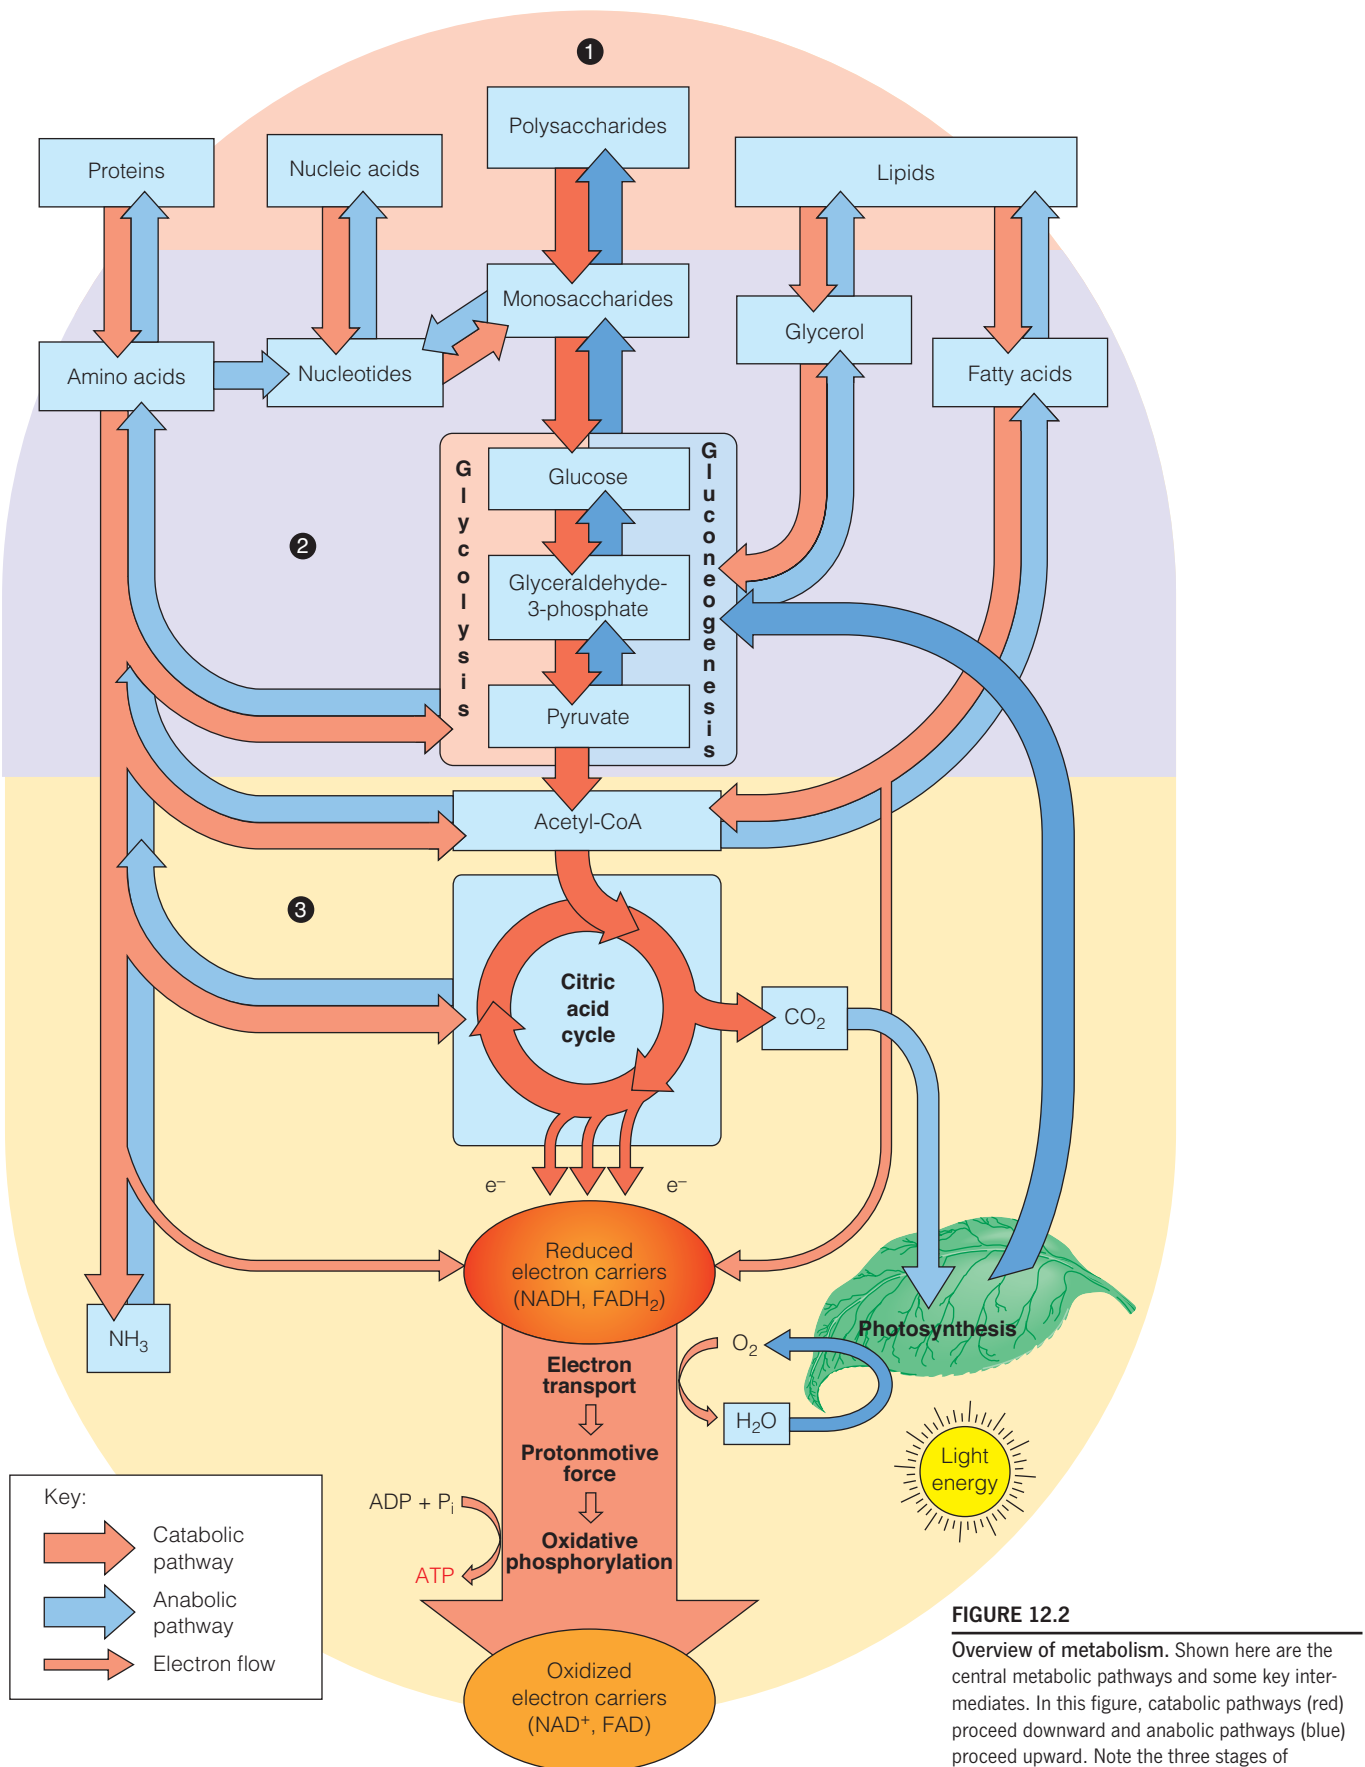 1
Polysaccharides
Proteins
Nucleic acids
Lipids
Monosaccharides
Glycerol
Amino acids
Nucleotides
Fatty acids
Glycolysis
Gluconeogenesis
Glucose
2
Glyceraldehyde-
3-phosphate
Pyruvate
Acetyl-CoA
3
Citric
acid
cycle
CO₂
e⁻
e⁻
Reduced
electron carriers
(NADH, FADH₂)
NH₃
Photosynthesis
Electron
transport
O₂
H₂O
Protonmotive
force
Light
energy
ADP + Pᵢ
Oxidative
phosphorylation
ATP
Key:
Catabolic
pathway
Anabolic
pathway
Electron flow
Oxidized
electron carriers
(NAD⁺, FAD)
FIGURE 12.2
Overview of metabolism. Shown here are the
central metabolic pathways and some key inter-
mediates. In this figure, catabolic pathways (red)
proceed downward and anabolic pathways (blue)
proceed upward. Note the three stages of